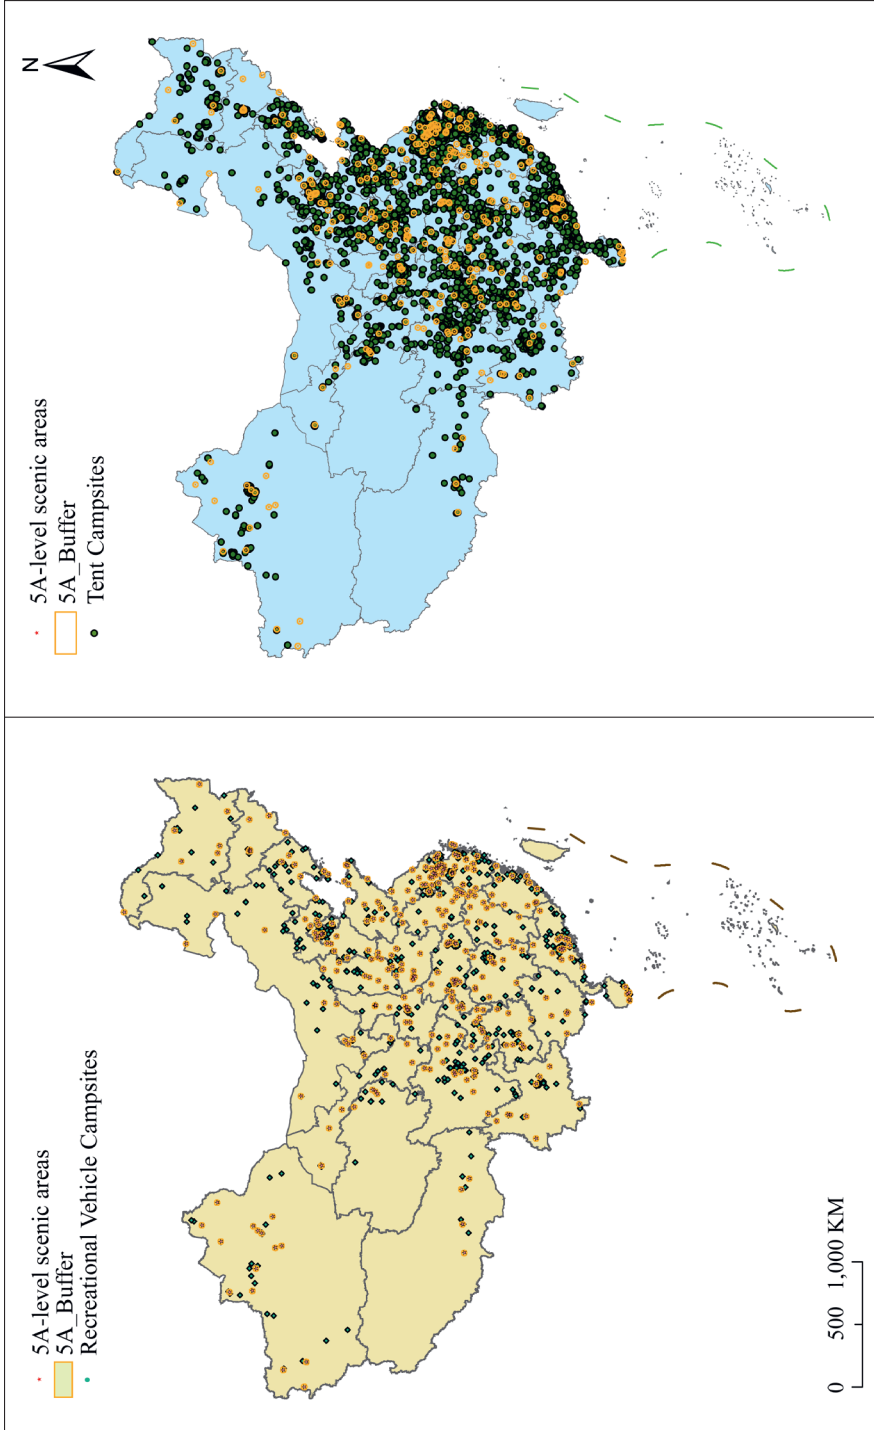 5A-level scenic areas
5A_Buffer
Recreational Vehicle Campsites
0 500 1,000 KM
5A-level scenic areas
5A_Buffer
Tent Campsites
N